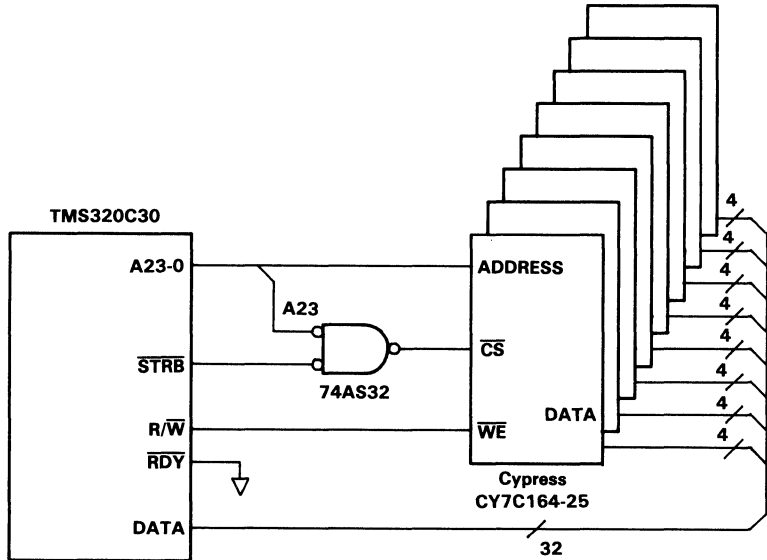 TMS320C30
A23-0
A23
STRB
74AS32
R/W
RDY
DATA
ADDRESS
CS
WE
DATA
Cypress
CY7C164-25
4
4
4
4
4
4
4
4
32